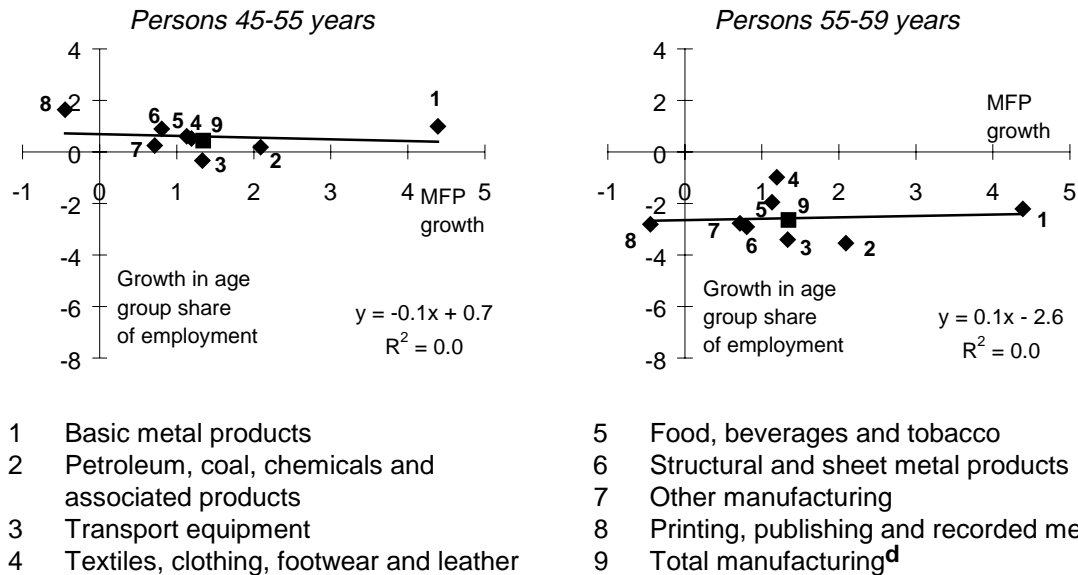 Persons 45-55 years
4
2
0
-2
-4
-6
-8
-1 0 1 2 3 4 5
8
6
5
4
9
1
7
3
2
MFP
growth
Growth in age
group share
of employment
y = -0.1x + 0.7
R² = 0.0
Persons 55-59 years
4
2
0
-2
-4
-6
-8
-1 0 1 2 3 4 5
MFP
growth
4
5
9
1
8
7
6
3
2
Growth in age
group share
of employment
y = 0.1x - 2.6
R² = 0.0
1 Basic metal products
2 Petroleum, coal, chemicals and
associated products
3 Transport equipment
4 Textiles, clothing, footwear and leather
5 Food, beverages and tobacco
6 Structural and sheet metal products
7 Other manufacturing
8 Printing, publishing and recorded me
9 Total manufacturing^d